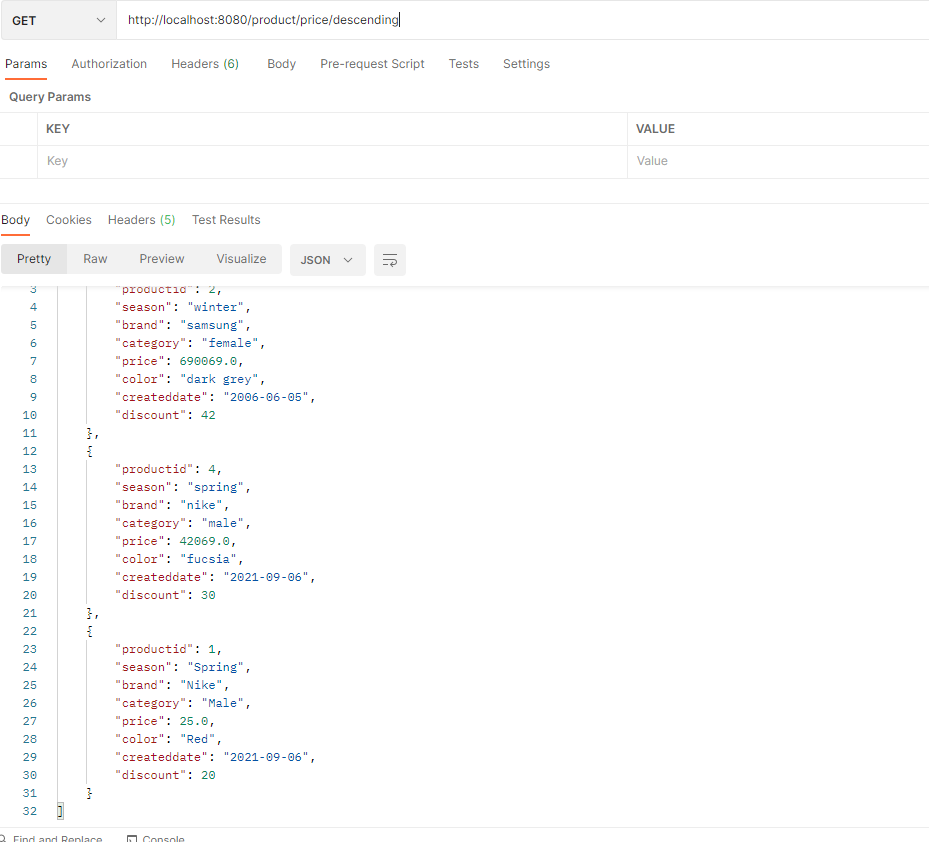 GET http://localhost:8080/product/price/descending
Params Authorization Headers (6) Body Pre-request Script Tests Settings
Query Params
KEY VALUE
Key Value
Body Cookies Headers (5) Test Results
Pretty Raw Preview Visualize JSON
3 "productid": 2,
4 "season": "winter",
5 "brand": "samsung",
6 "category": "female",
7 "price": 690069.0,
8 "color": "dark grey",
9 "createddate": "2006-06-05",
10 "discount": 42
11 },
12 {
13 "productid": 4,
14 "season": "spring",
15 "brand": "nike",
16 "category": "male",
17 "price": 42069.0,
18 "color": "fucsia",
19 "createddate": "2021-09-06",
20 "discount": 30
21 },
22 {
23 "productid": 1,
24 "season": "Spring",
25 "brand": "Nike",
26 "category": "Male",
27 "price": 25.0,
28 "color": "Red",
29 "createddate": "2021-09-06",
30 "discount": 20
31 }
32 ]
Find and Replace Console